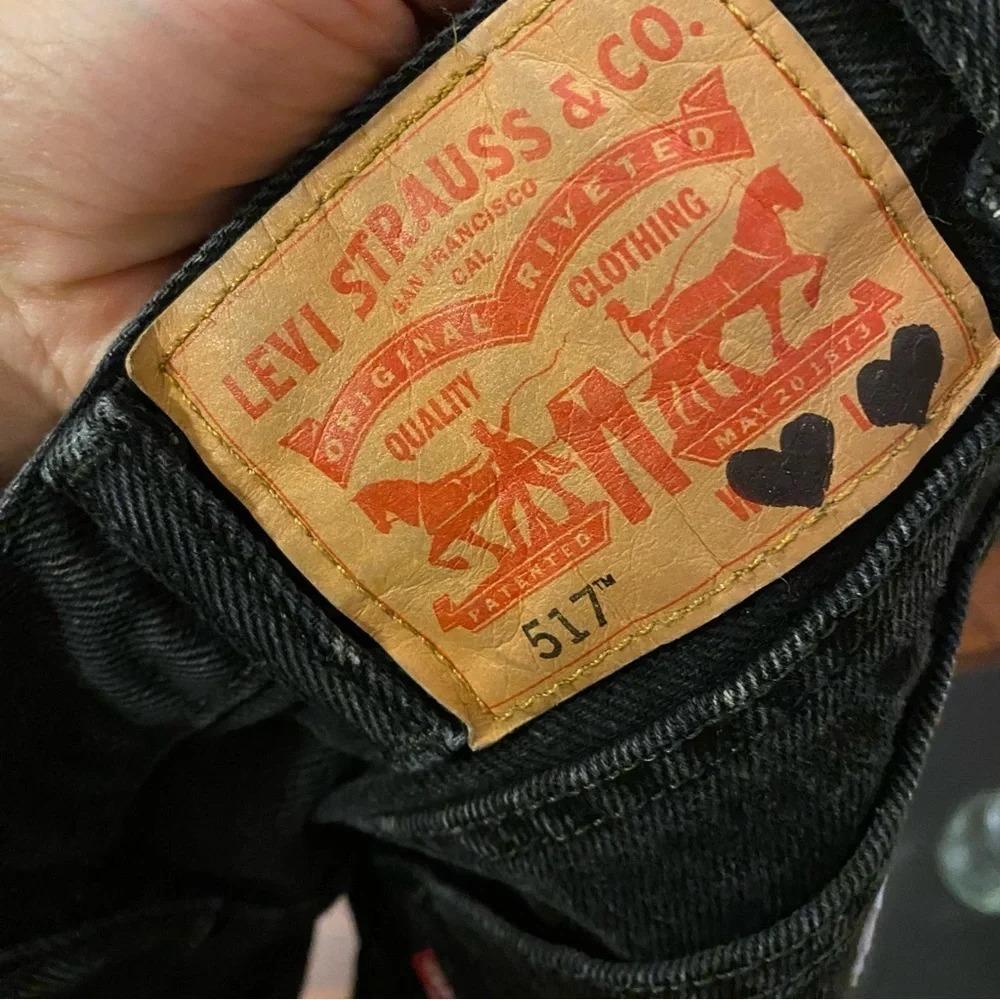 LEVI STRAUSS & CO.
SAN FRANCISCO
CAL.
ORIGINAL RIVETED
QUALITY CLOTHING
PATENTED
MAY 20 1873
W L
517™